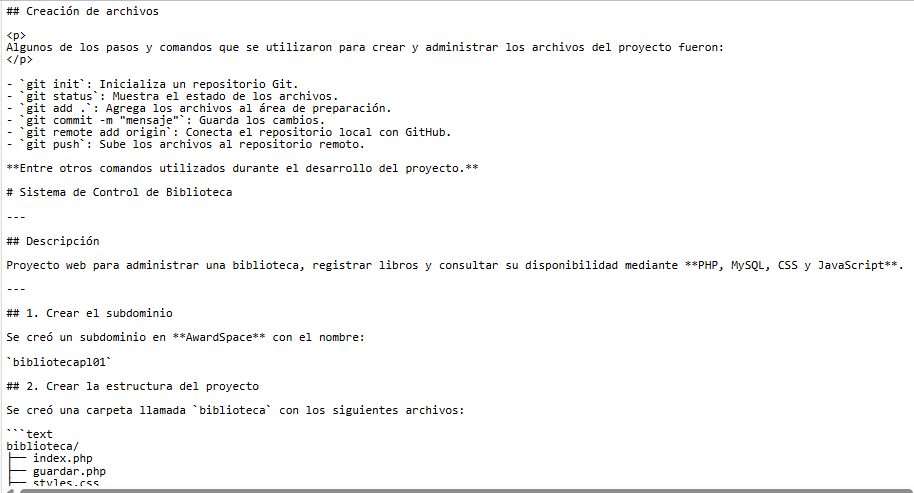 ## Creación de archivos
<p>
Algunos de los pasos y comandos que se utilizaron para crear y administrar los archivos del proyecto fueron:
</p>
- `git init`: Inicializa un repositorio Git.
- `git status`: Muestra el estado de los archivos.
- `git add .`: Agrega los archivos al área de preparación.
- `git commit -m "mensaje"`: Guarda los cambios.
- `git remote add origin`: Conecta el repositorio local con GitHub.
- `git push`: Sube los archivos al repositorio remoto.
**Entre otros comandos utilizados durante el desarrollo del proyecto.**
# Sistema de Control de Biblioteca
---
## Descripción
Proyecto web para administrar una biblioteca, registrar libros y consultar su disponibilidad mediante **PHP, MySQL, CSS y JavaScript**.
---
## 1. Crear el subdominio
Se creó un subdominio en **AwardSpace** con el nombre:
`bibliotecapl01`
## 2. Crear la estructura del proyecto
Se creó una carpeta llamada `biblioteca` con los siguientes archivos:
```text
biblioteca/
├── index.php
├── guardar.php
├── styles.css